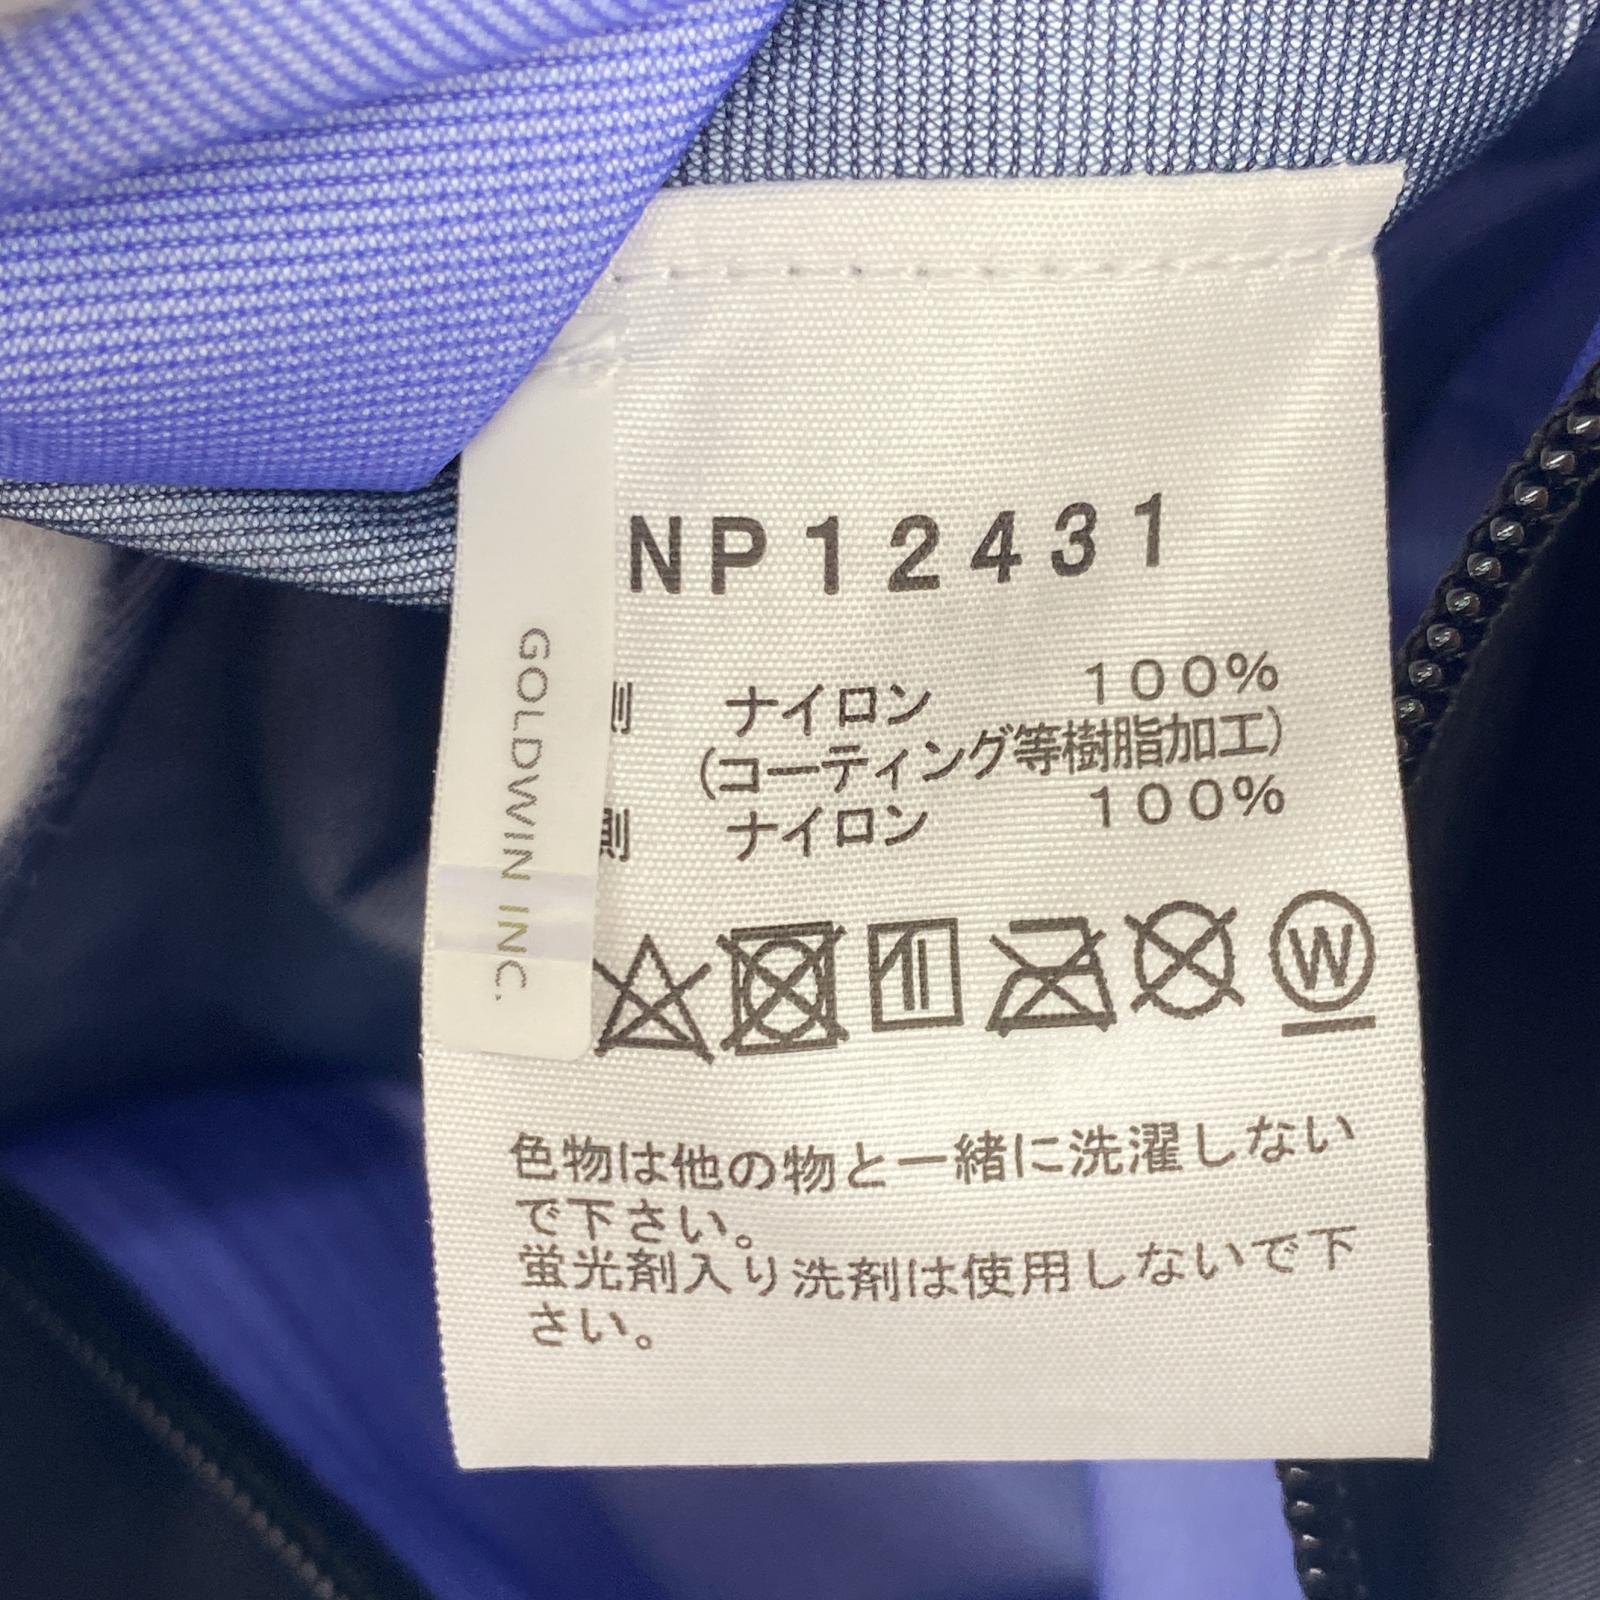 NP12431
GOLDWIN INC.
ナイロン 100%
(コーティング等樹脂加工)
側 ナイロン 100%
W
色物は他の物と一緒に洗濯しない
で下さい。
蛍光剤入り洗剤は使用しないで下
さい。